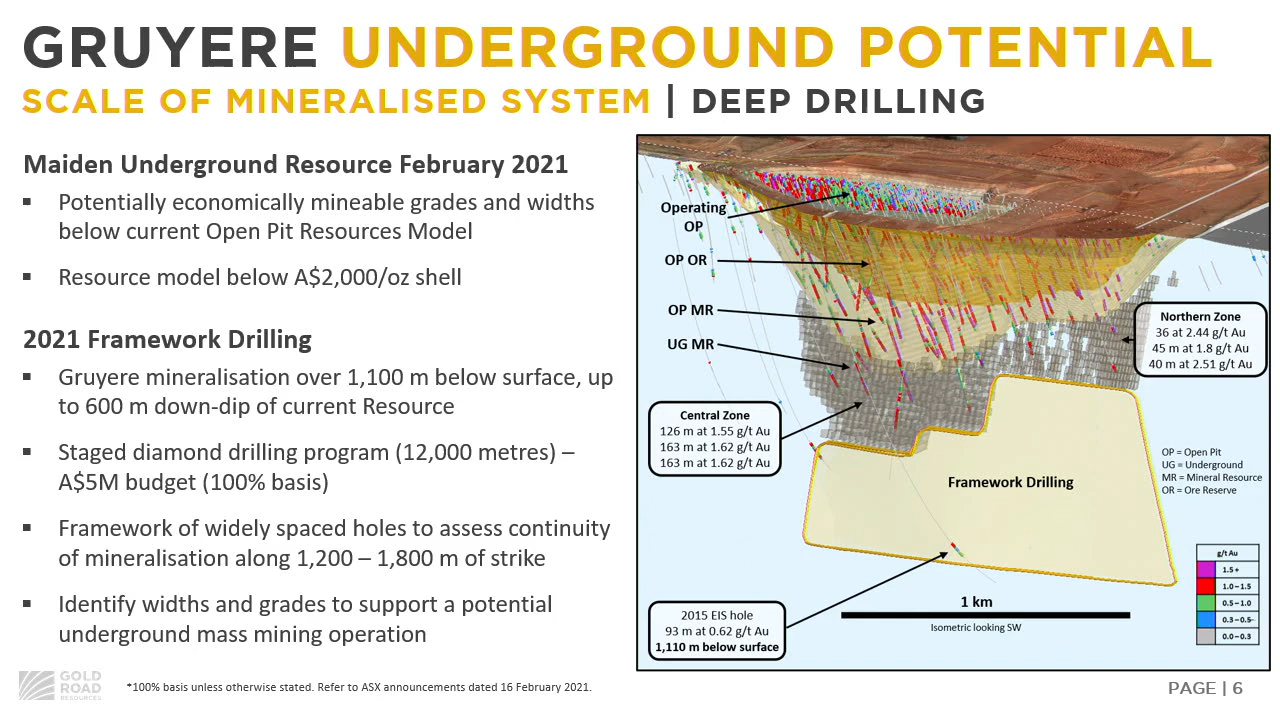 GRUYERE UNDERGROUND POTENTIAL
SCALE OF MINERALISED SYSTEM | DEEP DRILLING
Maiden Underground Resource February 2021
▪ Potentially economically mineable grades and widths
below current Open Pit Resources Model
▪ Resource model below A$2,000/oz shell
2021 Framework Drilling
▪ Gruyere mineralisation over 1,100 m below surface, up
to 600 m down-dip of current Resource
▪ Staged diamond drilling program (12,000 metres) –
A$5M budget (100% basis)
▪ Framework of widely spaced holes to assess continuity
of mineralisation along 1,200 – 1,800 m of strike
▪ Identify widths and grades to support a potential
underground mass mining operation
Operating
OP
OP OR
OP MR
UG MR
Northern Zone
36 at 2.44 g/t Au
45 m at 1.8 g/t Au
40 m at 2.51 g/t Au
Central Zone
126 m at 1.55 g/t Au
163 m at 1.62 g/t Au
163 m at 1.62 g/t Au
Framework Drilling
OP = Open Pit
UG = Underground
MR = Mineral Resource
OR = Ore Reserve
g/t Au
1.5 +
1.0 – 1.5
0.5 – 1.0
0.3 – 0.5-
0.0 – 0.3
2015 EIS hole
93 m at 0.62 g/t Au
1,110 m below surface
1 km
Isometric looking SW
GOLD
ROAD
RESOURCES
*100% basis unless otherwise stated. Refer to ASX announcements dated 16 February 2021.
PAGE | 6